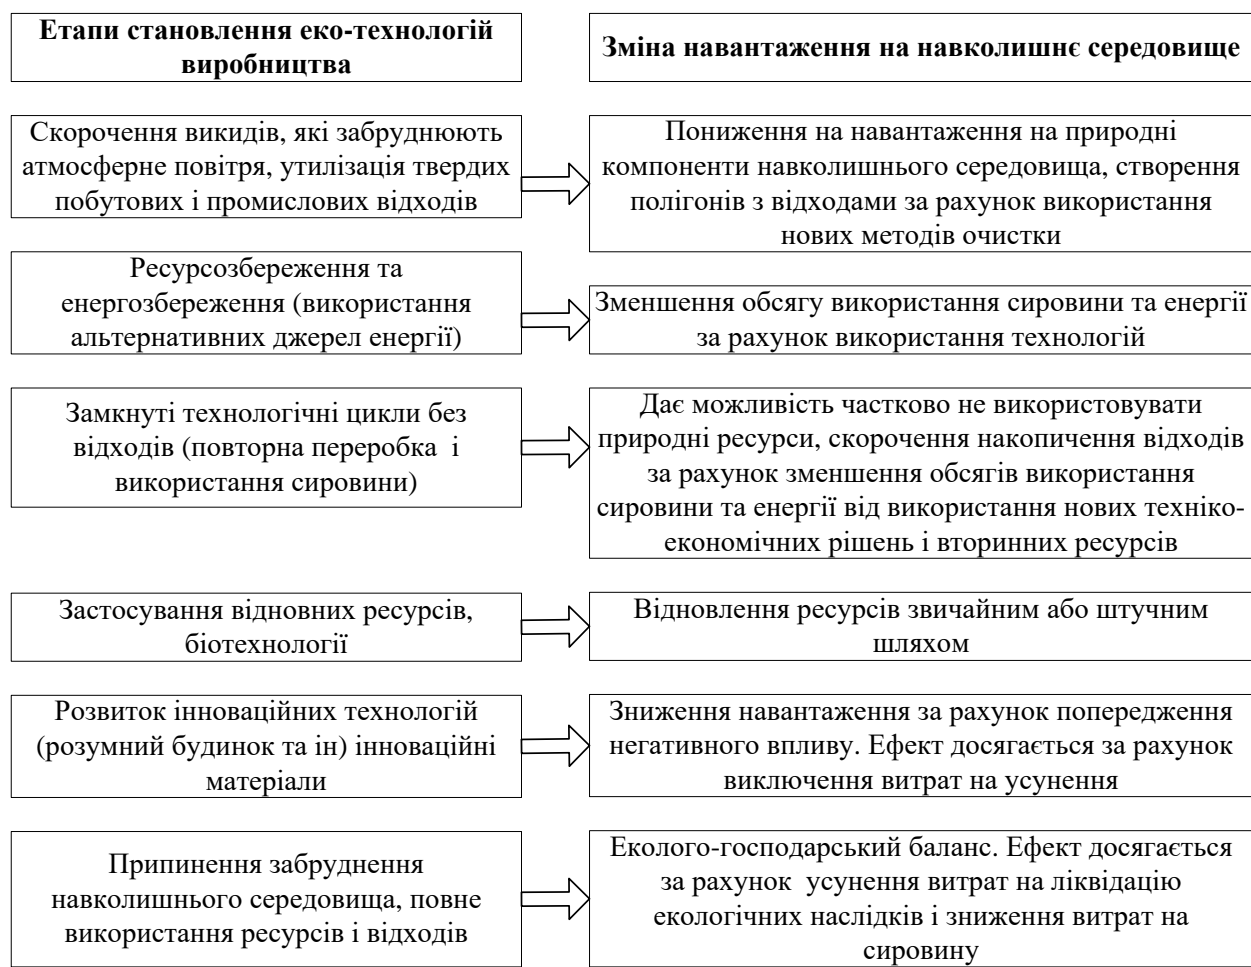 Етапи становлення еко-технологій
виробництва
Зміна навантаження на навколишнє середовище
Скорочення викидів, які забруднюють
атмосферне повітря, утилізація твердих
побутових і промислових відходів
Пониження на навантаження на природні
компоненти навколишнього середовища, створення
полігонів з відходами за рахунок використання
нових методів очистки
Ресурсозбереження та
енергозбереження (використання
альтернативних джерел енергії)
Зменшення обсягу використання сировини та енергії
за рахунок використання технологій
Замкнуті технологічні цикли без
відходів (повторна переробка і
використання сировини)
Дає можливість частково не використовувати
природні ресурси, скорочення накопичення відходів
за рахунок зменшення обсягів використання
сировини та енергії від використання нових техніко-
економічних рішень і вторинних ресурсів
Застосування відновних ресурсів,
біотехнології
Відновлення ресурсів звичайним або штучним
шляхом
Розвиток інноваційних технологій
(розумний будинок та ін) інноваційні
матеріали
Зниження навантаження за рахунок попередження
негативного впливу. Ефект досягається за рахунок
виключення витрат на усунення
Припинення забруднення
навколишнього середовища, повне
використання ресурсів і відходів
Еколого-господарський баланс. Ефект досягається
за рахунок усунення витрат на ліквідацію
екологічних наслідків і зниження витрат на
сировину